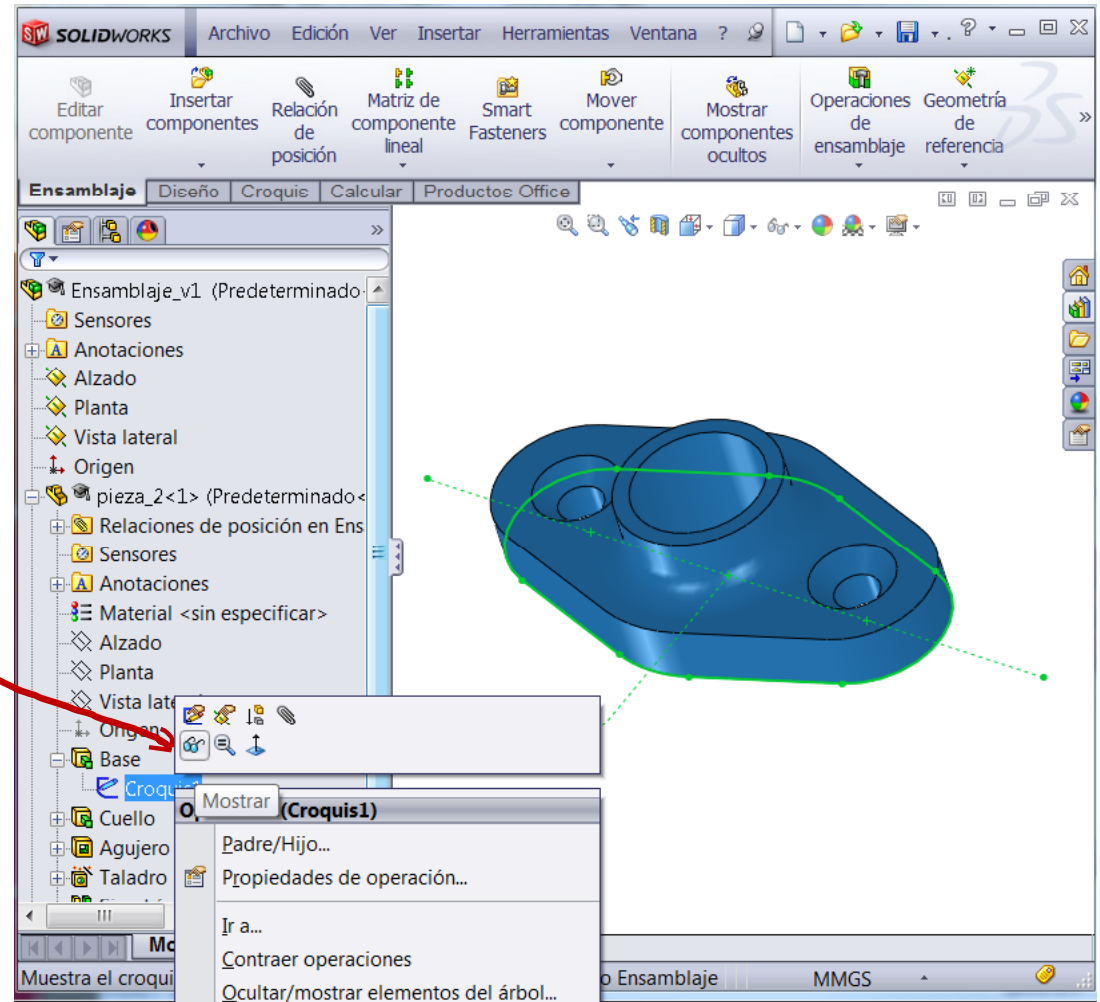 SOLIDWORKS Archivo Edición Ver Insertar Herramientas Ventana ?
Editar componente
Insertar componentes
Relación de posición
Matriz de componente lineal
Smart Fasteners
Mover componente
Mostrar componentes ocultos
Operaciones de ensamblaje
Geometría de referencia
Ensamblaje Diseño Croquis Calcular Productos Office
Ensamblaje_v1 (Predeterminado
Sensores
Anotaciones
Alzado
Planta
Vista lateral
Origen
pieza_2<1> (Predeterminado<
Relaciones de posición en Ens
Sensores
Anotaciones
Material <sin especificar>
Alzado
Planta
Vista late
Origen
Base
Croquis1
Mostrar
(Croquis1)
Cuello
Agujero
Taladro
Padre/Hijo...
Propiedades de operación...
Ir a...
Contraer operaciones
Ocultar/mostrar elementos del árbol...
Mo
Muestra el croqui
o Ensamblaje MMGS